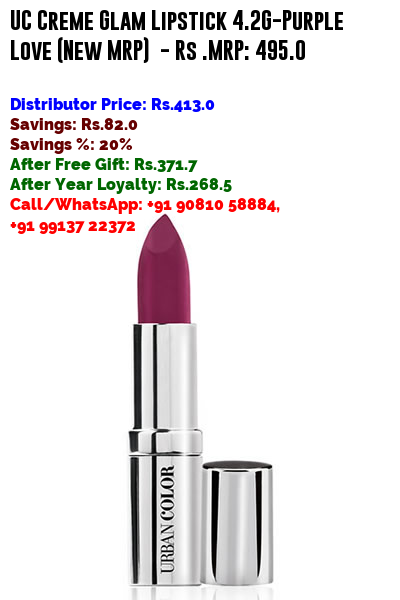 UC Creme Glam Lipstick 4.2G-Purple
Love (New MRP) - Rs .MRP: 495.0
Distributor Price: Rs.413.0
Savings: Rs.82.0
Savings %: 20%
After Free Gift: Rs.371.7
After Year Loyalty: Rs.268.5
Call/WhatsApp: +91 90810 58884,
+91 99137 22372
URBAN COLOR